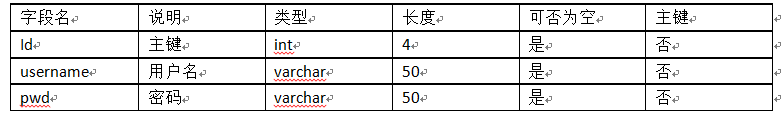 字段名 说明 类型 长度 可否为空 主键
Id 主键 int 4 是 否
username 用户名 varchar 50 是 否
pwd 密码 varchar 50 是 否